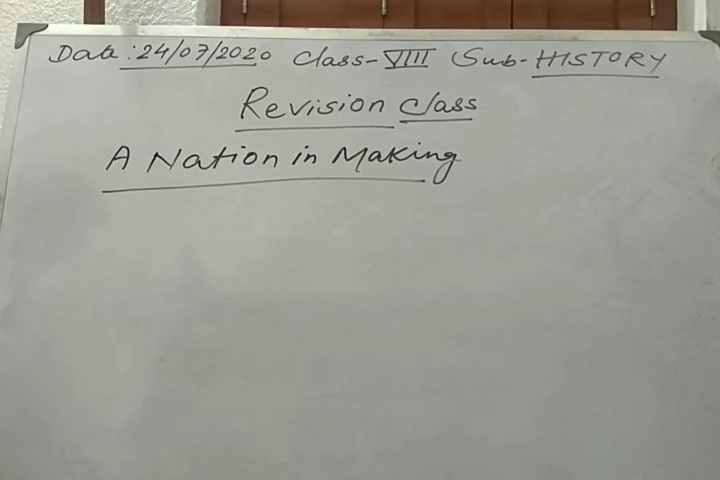 Date: 24/07/2020 Class-VIII Sub-HISTORY
Revision Class
A Nation in Making